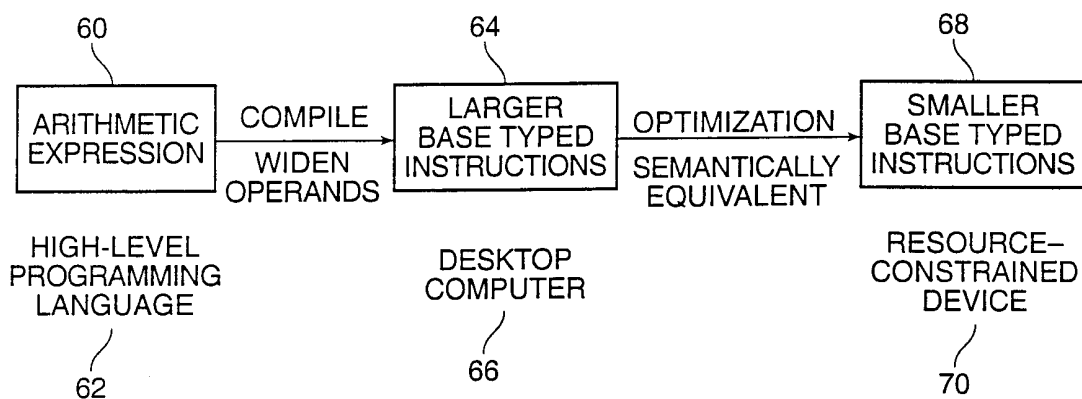 60
64
68
ARITHMETIC
EXPRESSION
COMPILE
WIDEN
OPERANDS
LARGER
BASE TYPED
INSTRUCTIONS
OPTIMIZATION
SEMANTICALLY
EQUIVALENT
SMALLER
BASE TYPED
INSTRUCTIONS
HIGH-LEVEL
PROGRAMMING
LANGUAGE
DESKTOP
COMPUTER
RESOURCE–
CONSTRAINED
DEVICE
62
66
70